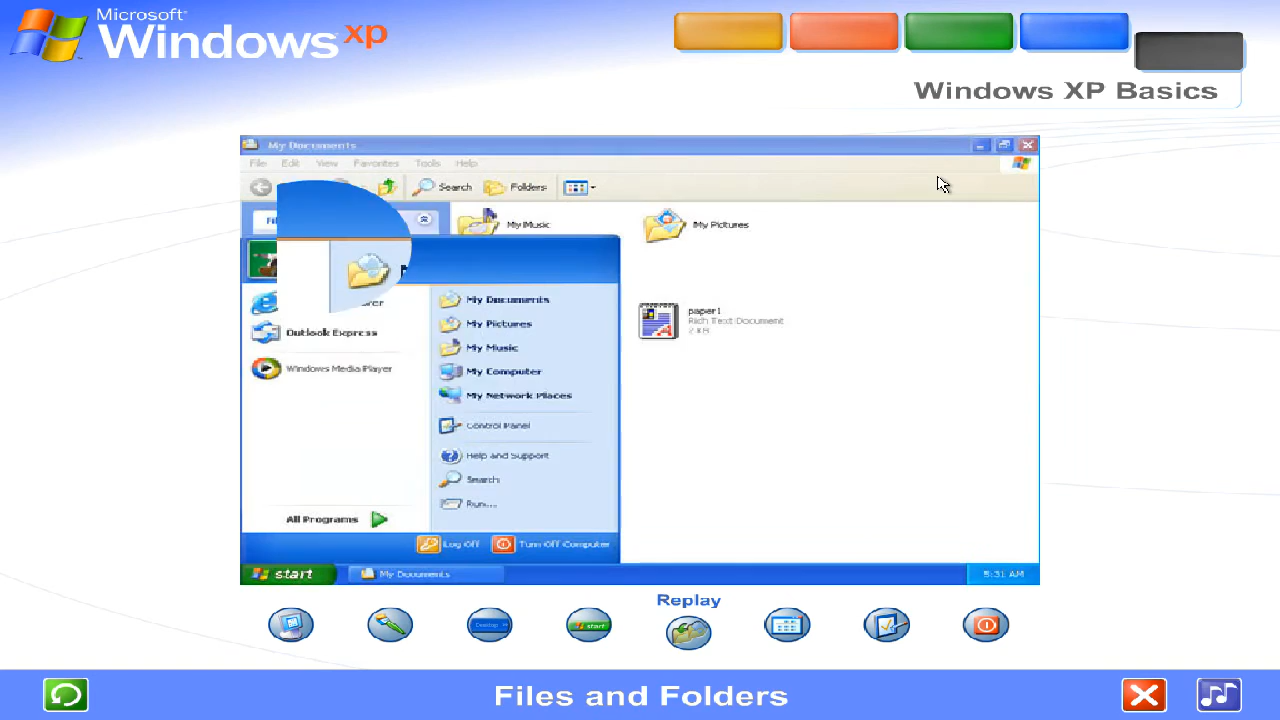 Microsoft®
Windows xp
Windows XP Basics
My Documents
File Edit View Favorites Tools Help
Search Folders
My Music
My Pictures
paper1
Rich Text Document
Outlook Express
Windows Media Player
All Programs
My Documents
My Pictures
My Music
My Computer
My Network Places
Control Panel
Help and Support
Search
Run...
Log Off Turn Off Computer
start My Documents 5:31 AM
Replay
Desktop
start
Files and Folders